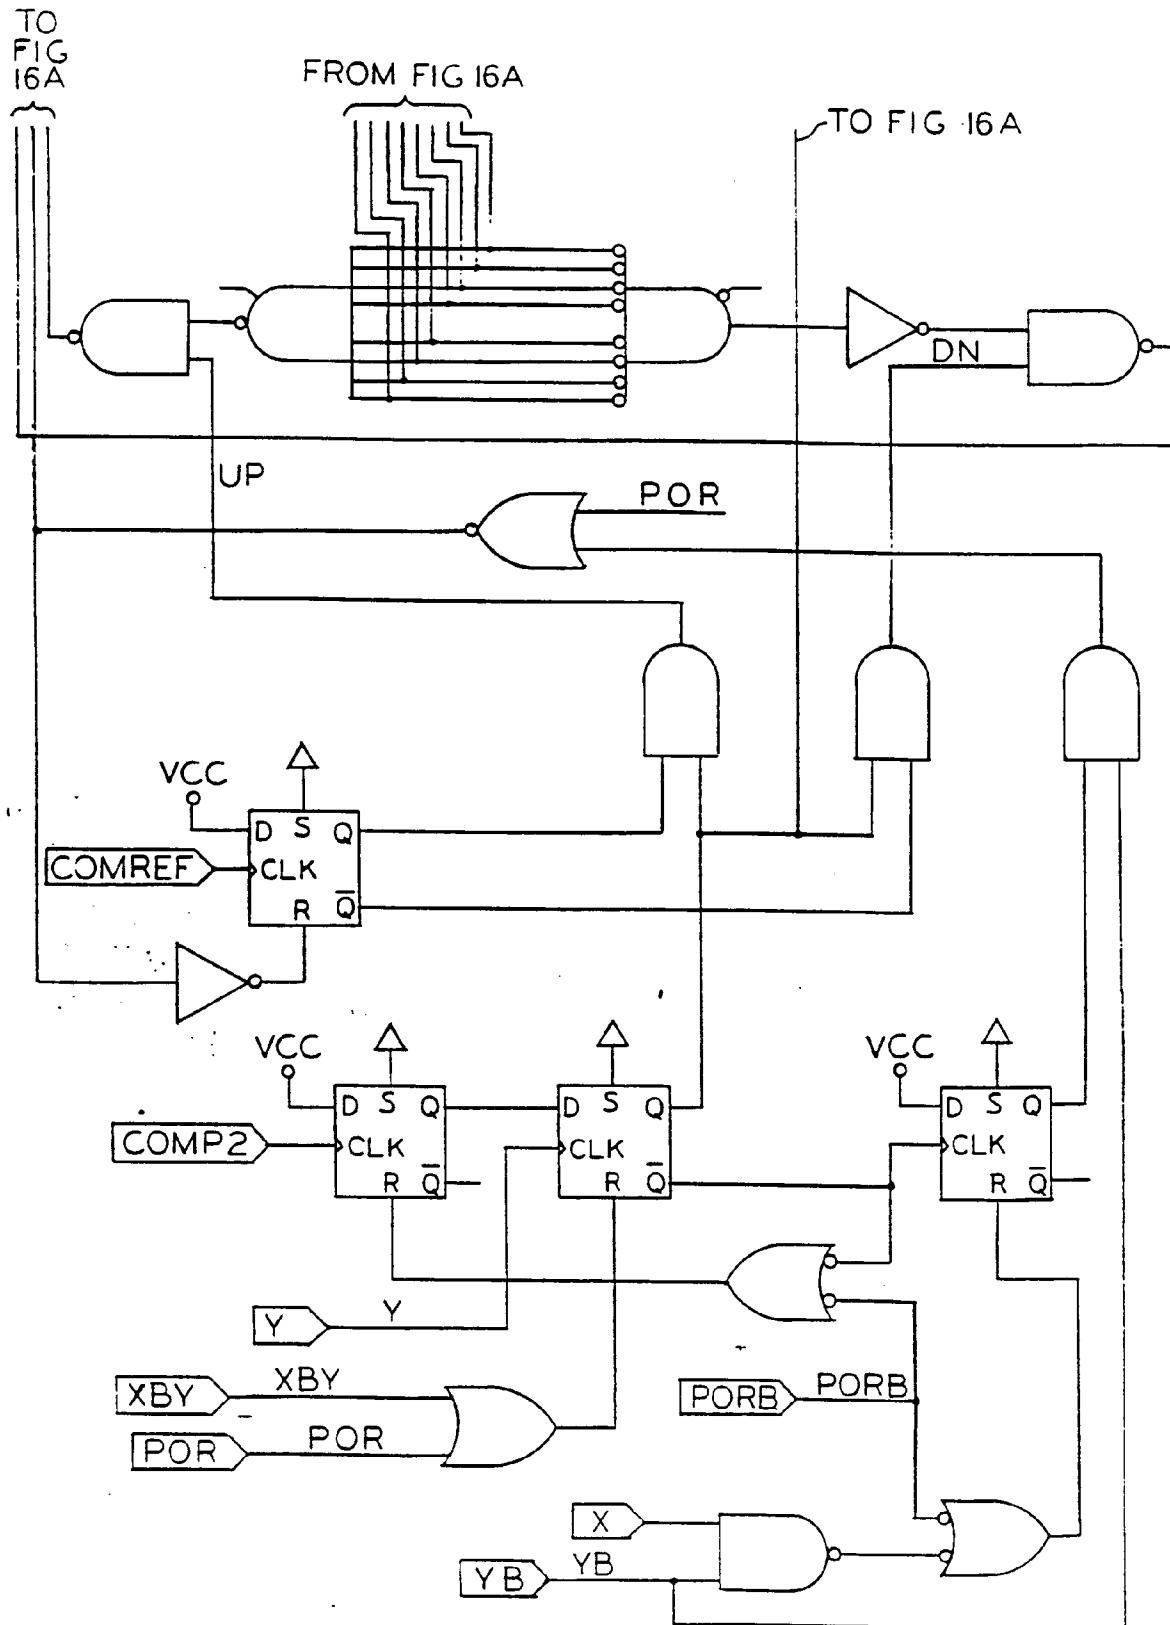 TO
FIG
16A
FROM FIG 16A
TO FIG 16A
DN
UP
POR
VCC
D S Q
COMREF
CLK
R Q̅
VCC
D S Q
COMP2
CLK
R Q̅
D S Q
CLK
R Q̅
VCC
D S Q
CLK
R Q̅
Y
Y
XBY
XBY
PORB
PORB
POR
POR
X
YB
YB